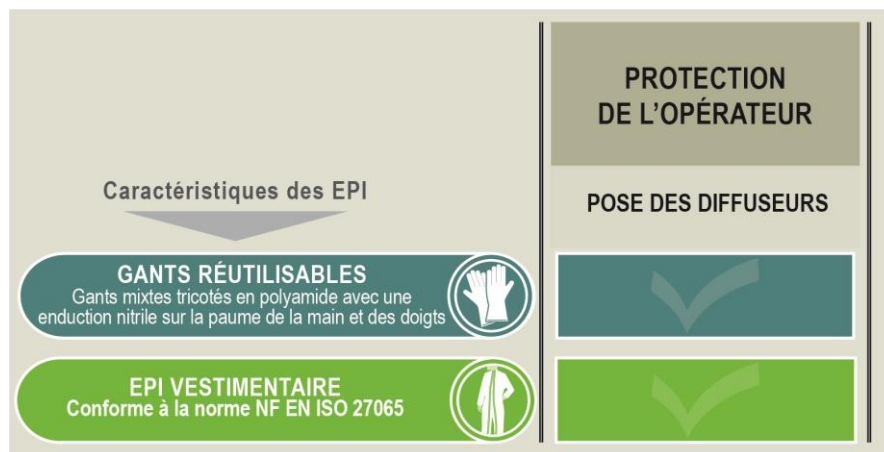 PROTECTION
DE L’OPÉRATEUR
Caractéristiques des EPI
POSE DES DIFFUSEURS
GANTS RÉUTILISABLES
Gants mixtes tricotés en polyamide avec une
enduction nitrile sur la paume de la main et des doigts
EPI VESTIMENTAIRE
Conforme à la norme NF EN ISO 27065